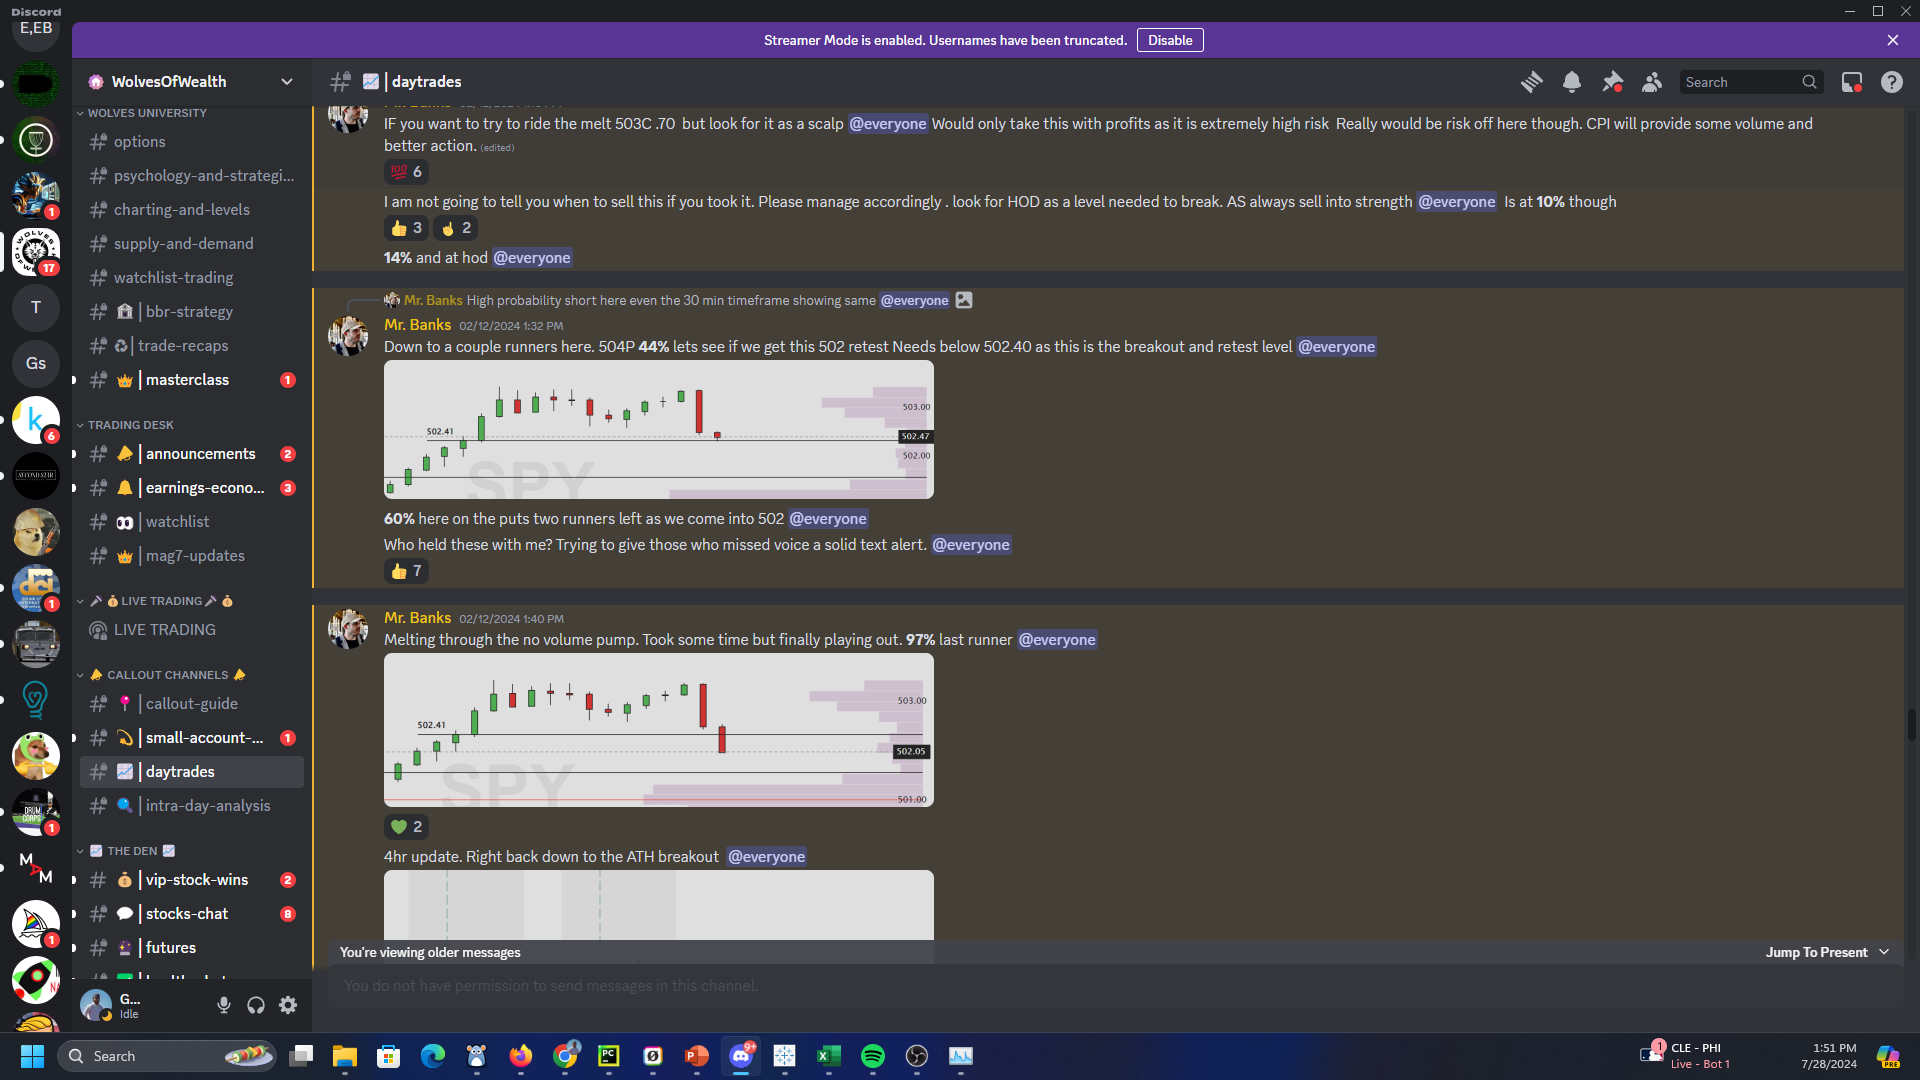 Discord
Streamer Mode is enabled. Usernames have been truncated.
Disable
E,EB
1
17
T
Gs
6
SECOND STAR
1
DRUM
CORPS
1
M
A
M
1
WolvesOfWealth
WOLVES UNIVERSITY
options
psychology-and-strategi...
charting-and-levels
supply-and-demand
watchlist-trading
| bbr-strategy
| trade-recaps
| masterclass 1
TRADING DESK
| announcements 2
| earnings-econo... 3
| watchlist
| mag7-updates
LIVE TRADING
LIVE TRADING
CALLOUT CHANNELS
| callout-guide
| small-account-... 1
| daytrades
| intra-day-analysis
THE DEN
| vip-stock-wins 2
| stocks-chat 8
| futures
G...
Idle
| daytrades
Search
IF you want to try to ride the melt 503C .70 but look for it as a scalp @everyone Would only take this with profits as it is extremely high risk Really would be risk off here though. CPI will provide some volume and
better action. (edited)
100 6
I am not going to tell you when to sell this if you took it. Please manage accordingly . look for HOD as a level needed to break. AS always sell into strength @everyone Is at 10% though
3 2
14% and at hod @everyone
Mr. Banks High probability short here even the 30 min timeframe showing same @everyone
Mr. Banks 02/12/2024 1:32 PM
Down to a couple runners here. 504P 44% lets see if we get this 502 retest Needs below 502.40 as this is the breakout and retest level @everyone
503.00
502.41
502.47
502.00
SPY
60% here on the puts two runners left as we come into 502 @everyone
Who held these with me? Trying to give those who missed voice a solid text alert. @everyone
7
Mr. Banks 02/12/2024 1:40 PM
Melting through the no volume pump. Took some time but finally playing out. 97% last runner @everyone
503.00
502.41
502.05
SPY
501.00
2
4hr update. Right back down to the ATH breakout @everyone
You're viewing older messages
Jump To Present
You do not have permission to send messages in this channel.
Search
PC
9+
1
CLE - PHI
Live - Bot 1
1:51 PM
7/28/2024
PRE